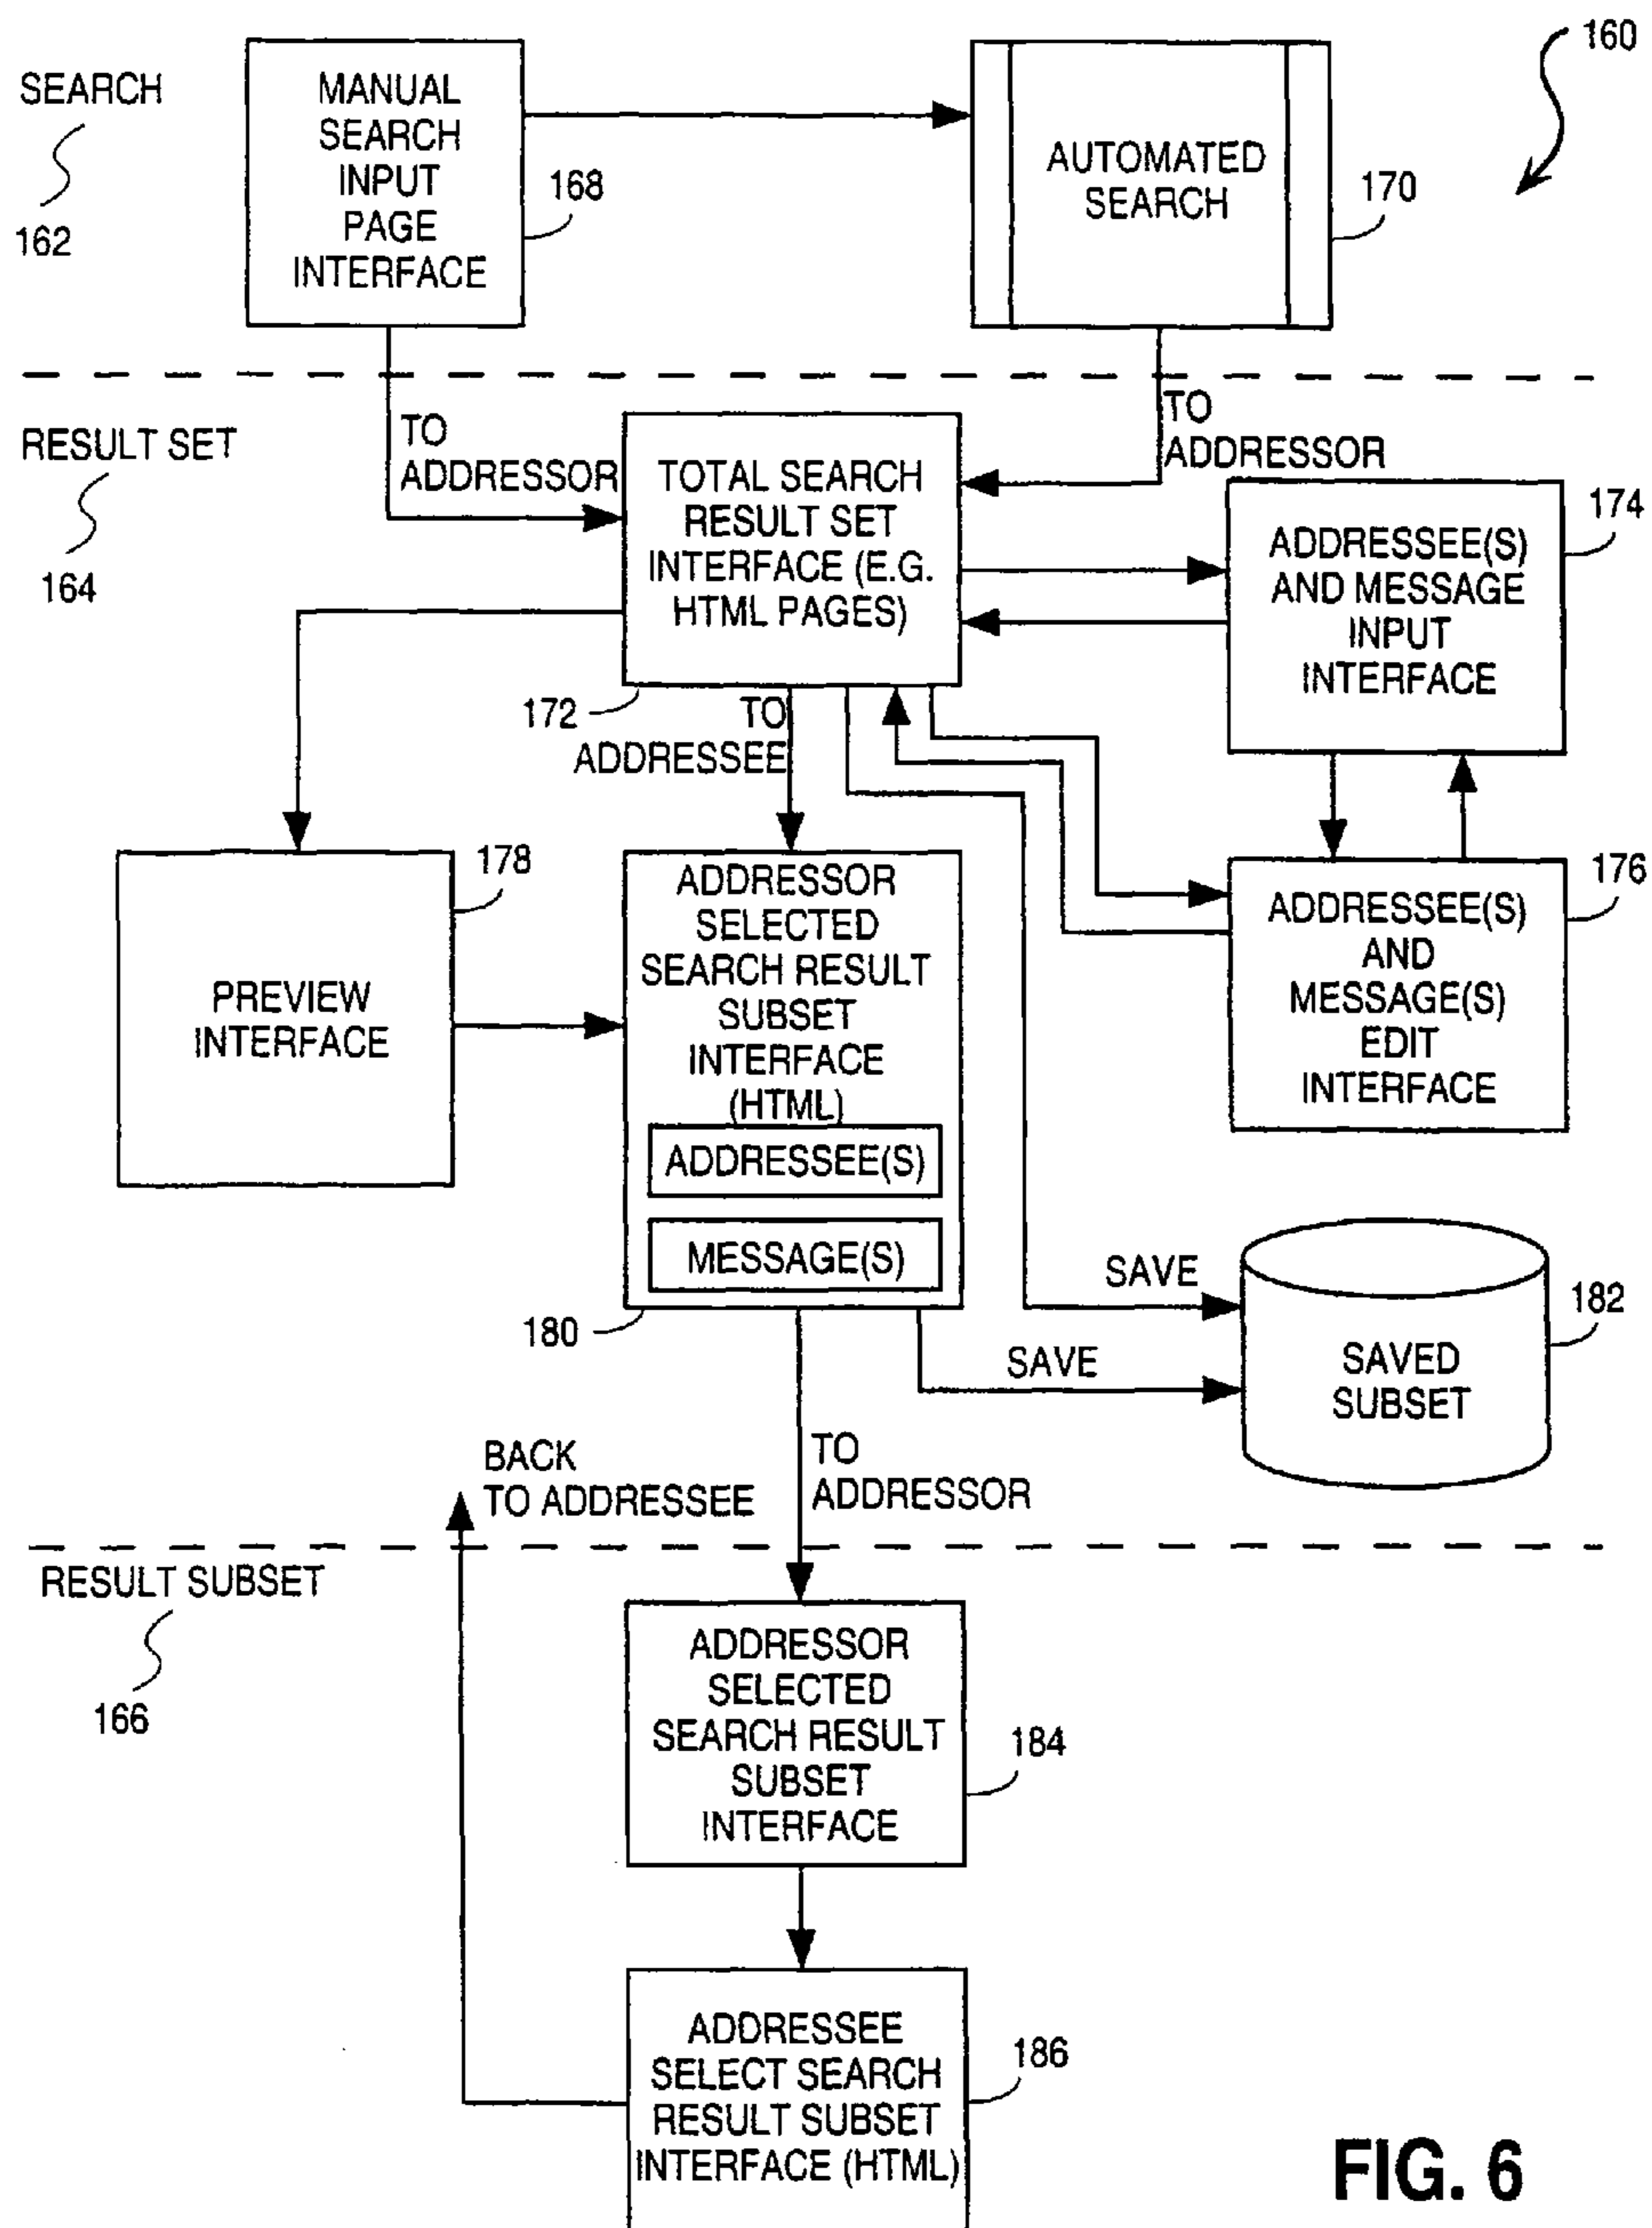 160
SEARCH
162
MANUAL
SEARCH
INPUT
PAGE
INTERFACE
168
AUTOMATED
SEARCH
170
RESULT SET
164
TO
ADDRESSOR
TOTAL SEARCH
RESULT SET
INTERFACE (E.G.
HTML PAGES)
172
TO
ADDRESSOR
ADDRESSEE(S)
AND MESSAGE
INPUT
INTERFACE
174
TO
ADDRESSEE
PREVIEW
INTERFACE
178
ADDRESSOR
SELECTED
SEARCH RESULT
SUBSET
INTERFACE
(HTML)
ADDRESSEE(S)
MESSAGE(S)
180
ADDRESSEE(S)
AND
MESSAGE(S)
EDIT
INTERFACE
176
SAVE
SAVE
SAVED
SUBSET
182
BACK
TO ADDRESSEE
TO
ADDRESSOR
RESULT SUBSET
166
ADDRESSOR
SELECTED
SEARCH RESULT
SUBSET
INTERFACE
184
ADDRESSEE
SELECT SEARCH
RESULT SUBSET
INTERFACE (HTML)
186
FIG. 6